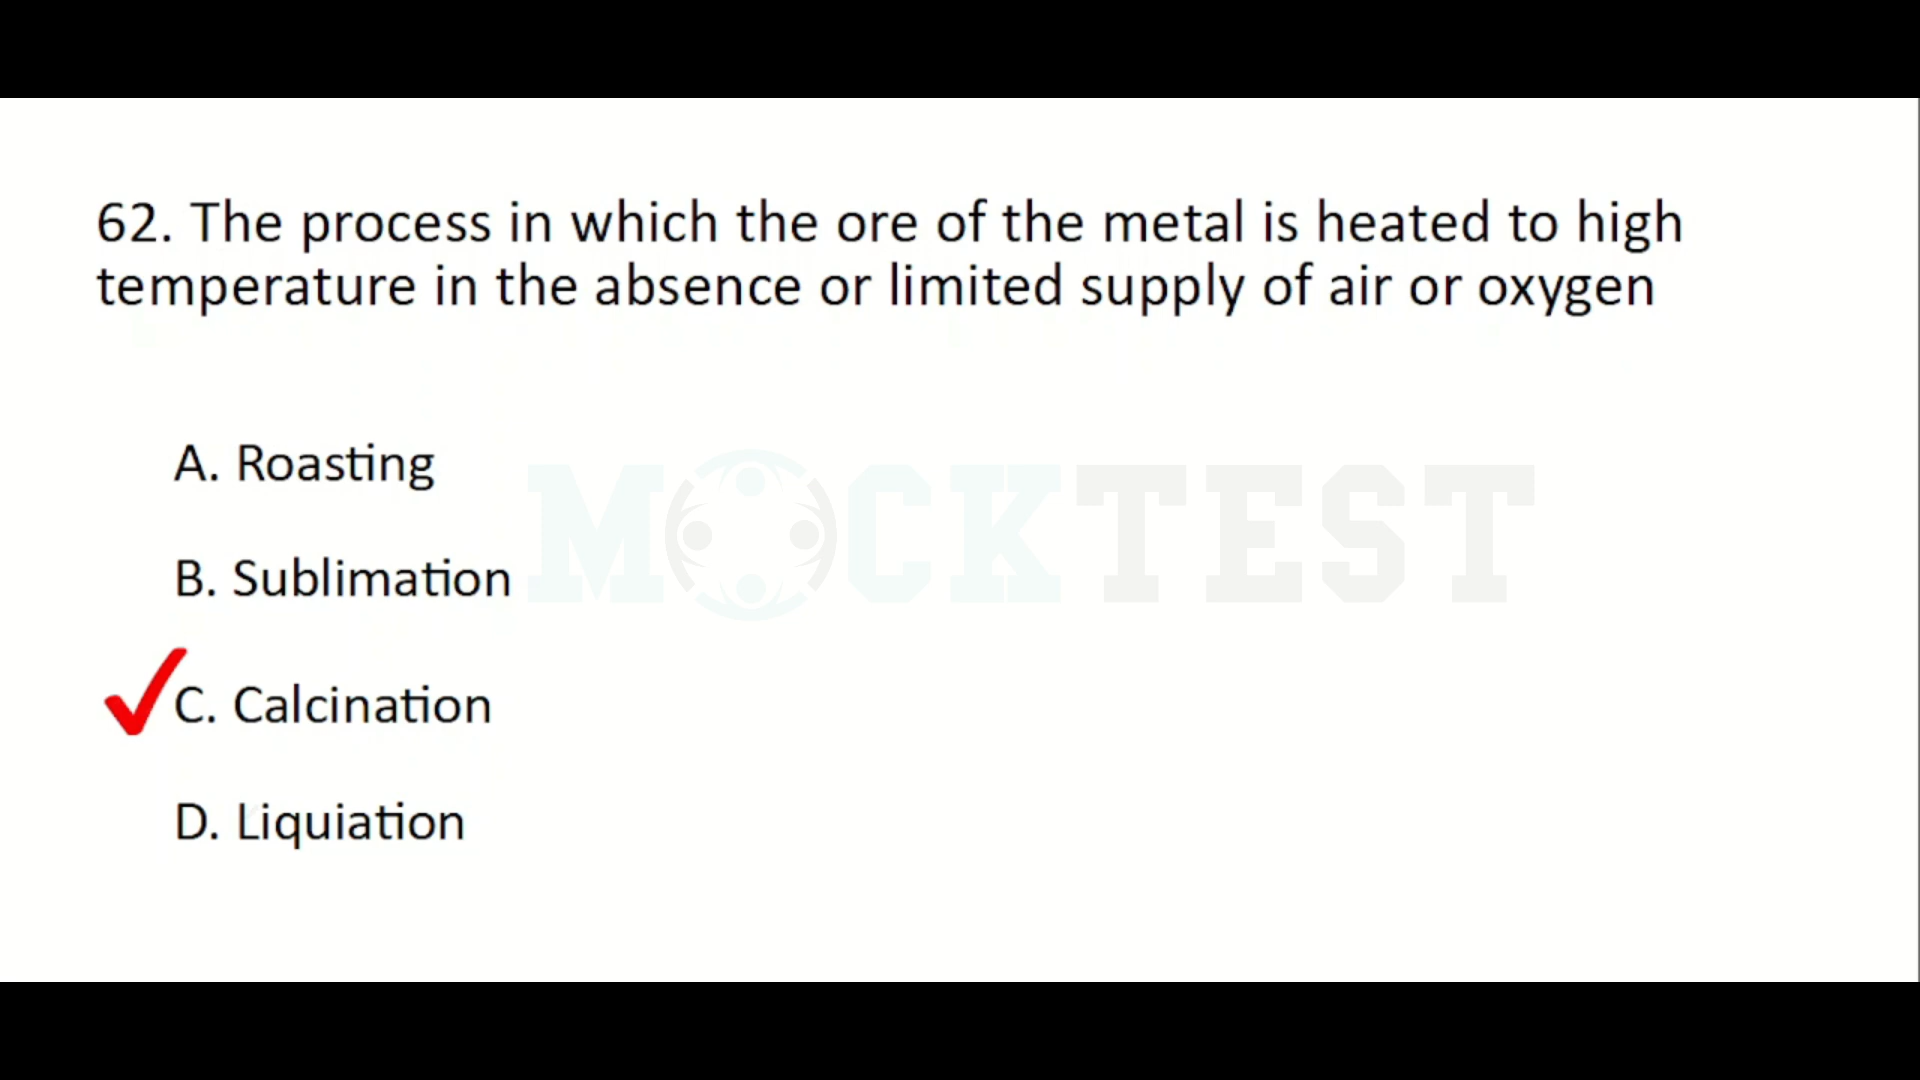 62. The process in which the ore of the metal is heated to high
temperature in the absence or limited supply of air or oxygen
A. Roasting
MOCKTEST
B. Sublimation
C. Calcination
D. Liquiation